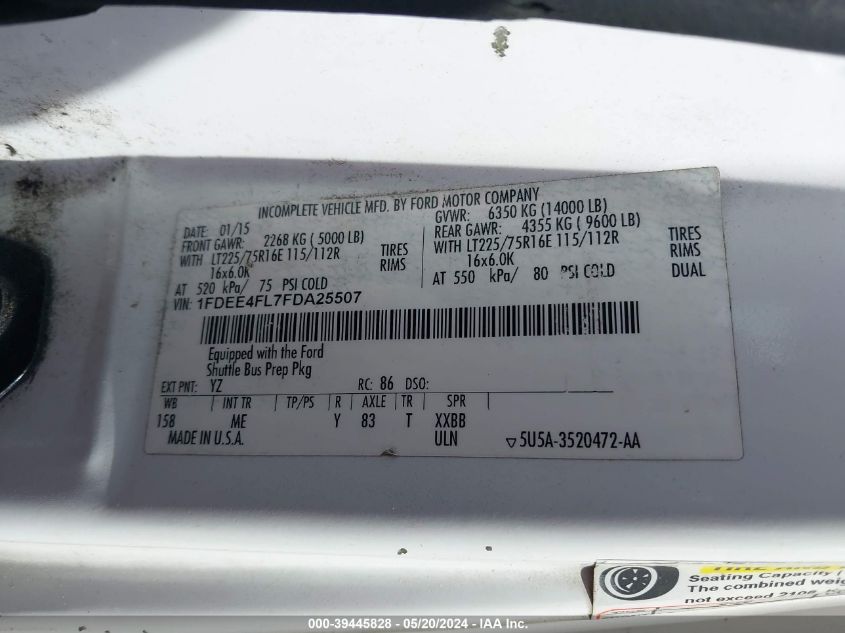 INCOMPLETE VEHICLE MFD. BY FORD MOTOR COMPANY
DATE: 01/15 GVWR: 6350 KG (14000 LB)
FRONT GAWR: 2268 KG ( 5000 LB) REAR GAWR: 4355 KG ( 9600 LB)
WITH LT225/75R16E 115/112R TIRES WITH LT225/75R16E 115/112R TIRES
16x6.0K RIMS 16x6.0K RIMS
AT 520 kPa/ 75 PSI COLD AT 550 kPa/ 80 PSI COLD DUAL
VIN: 1FDEE4FL7FDA25507
Equipped with the Ford
Shuttle Bus Prep Pkg
EXT PNT: YZ RC: 86 DSO:
WB INT TR TP/PS R AXLE TR SPR
158 ME Y 83 T XXBB
MADE IN U.S.A. ULN ▽5U5A-3520472-AA
Seating Capacity (
The combined weig
not exceed
000-39445828 - 05/20/2024 - IAA Inc.